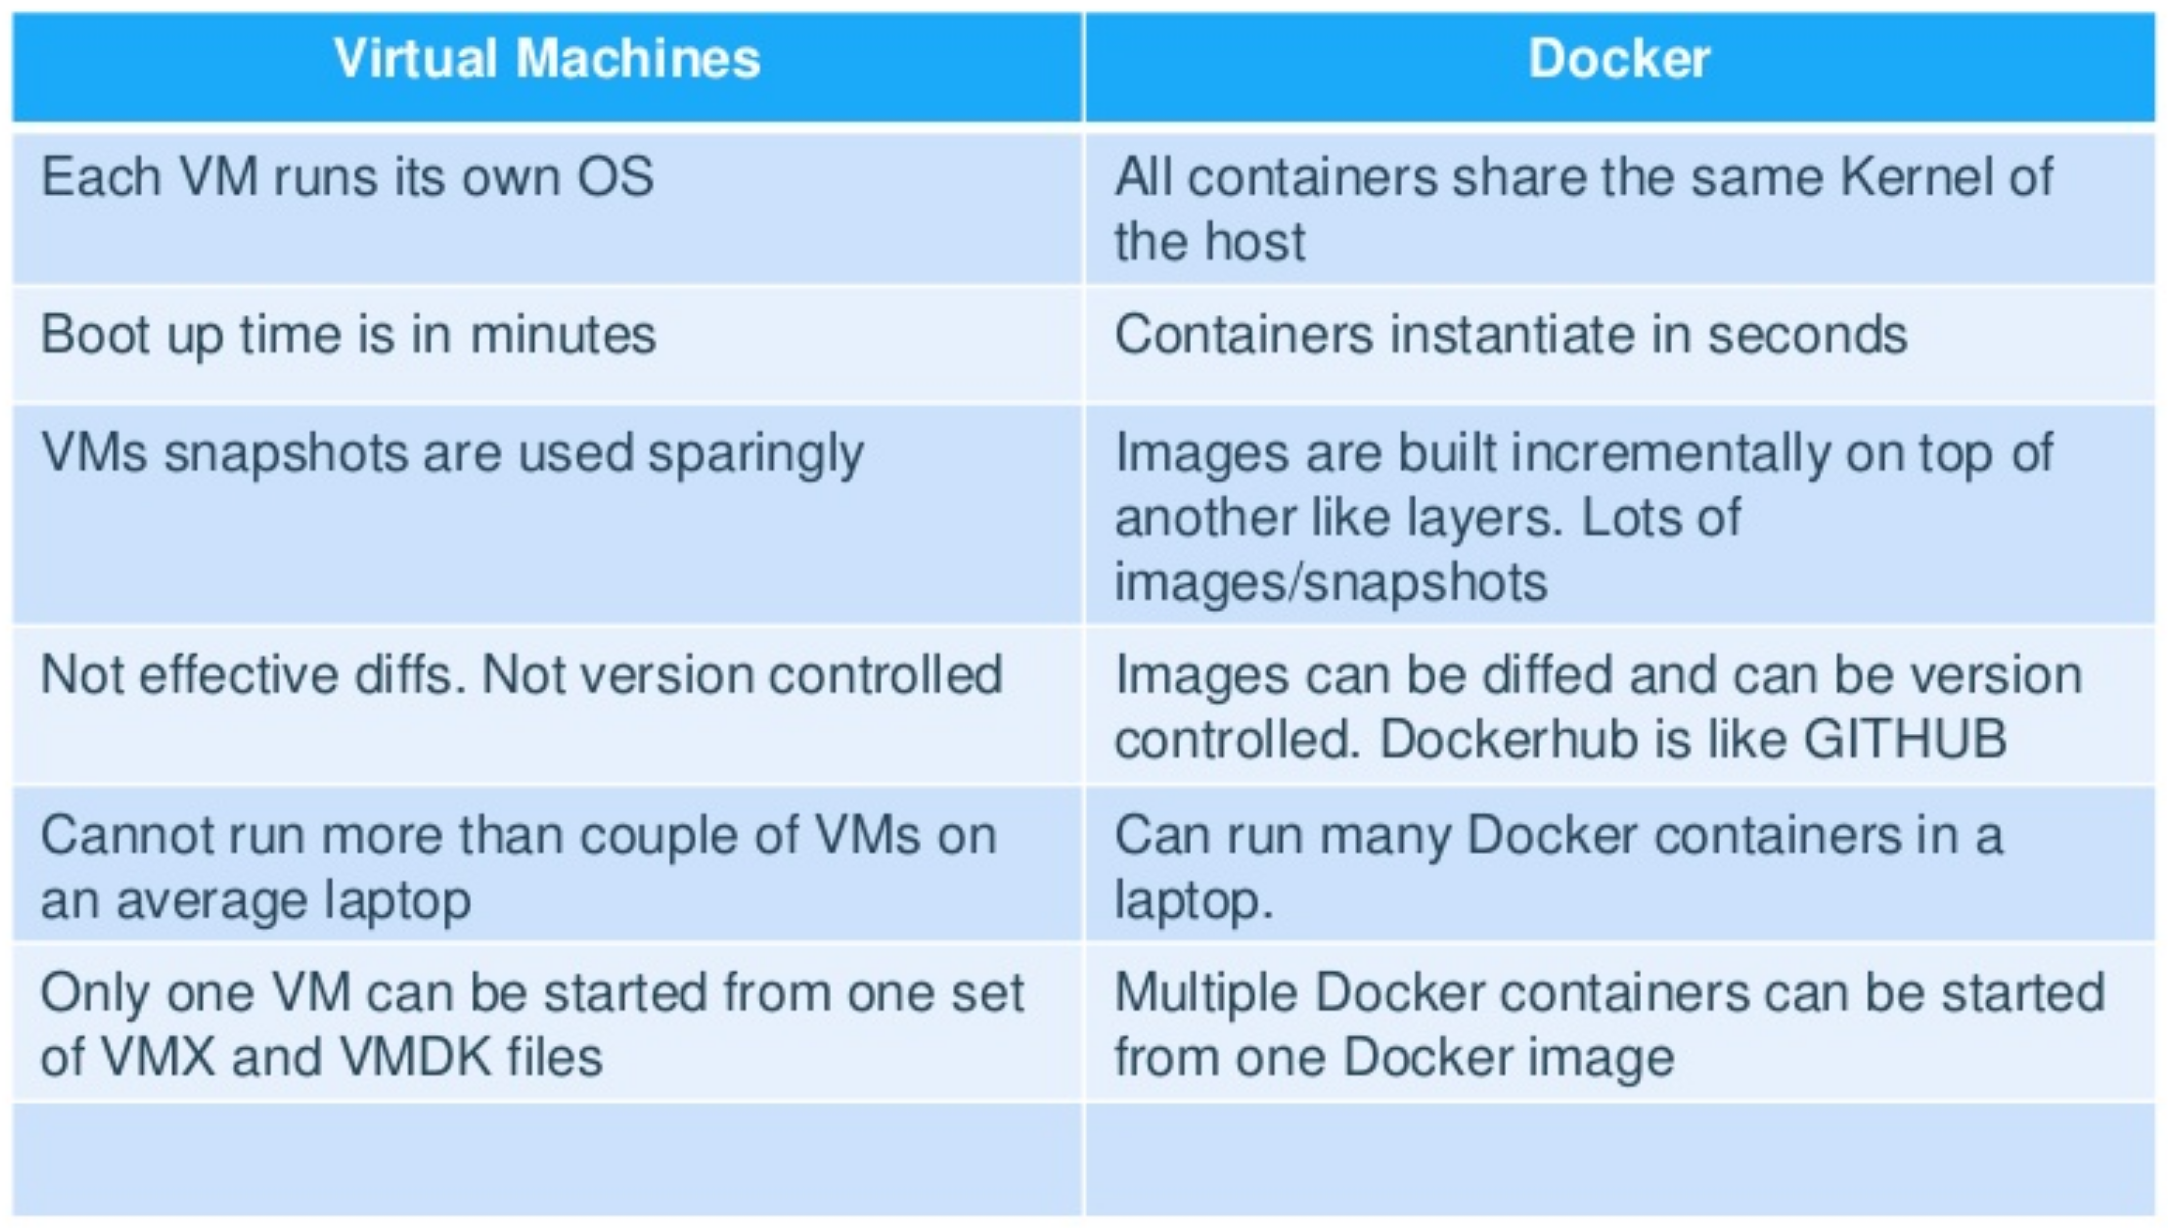 Virtual Machines
Docker
Each VM runs its own OS
All containers share the same Kernel of
the host
Boot up time is in minutes
Containers instantiate in seconds
VMs snapshots are used sparingly
Images are built incrementally on top of
another like layers. Lots of
images/snapshots
Not effective diffs. Not version controlled
Images can be diffed and can be version
controlled. Dockerhub is like GITHUB
Cannot run more than couple of VMs on
an average laptop
Can run many Docker containers in a
laptop.
Only one VM can be started from one set
of VMX and VMDK files
Multiple Docker containers can be started
from one Docker image